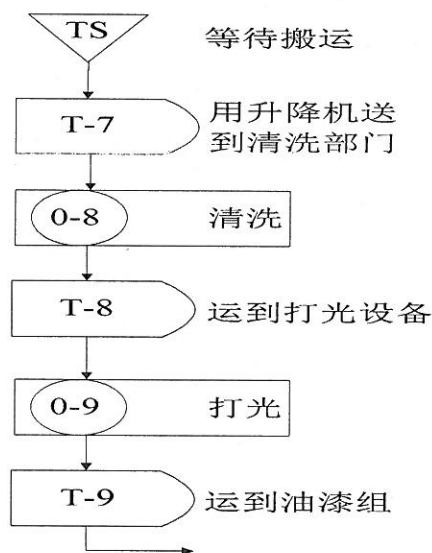 TS
等待搬运
T-7
用升降机送
到清洗部门
0-8
清洗
T-8
运到打光设备
0-9
打光
T-9
运到油漆组